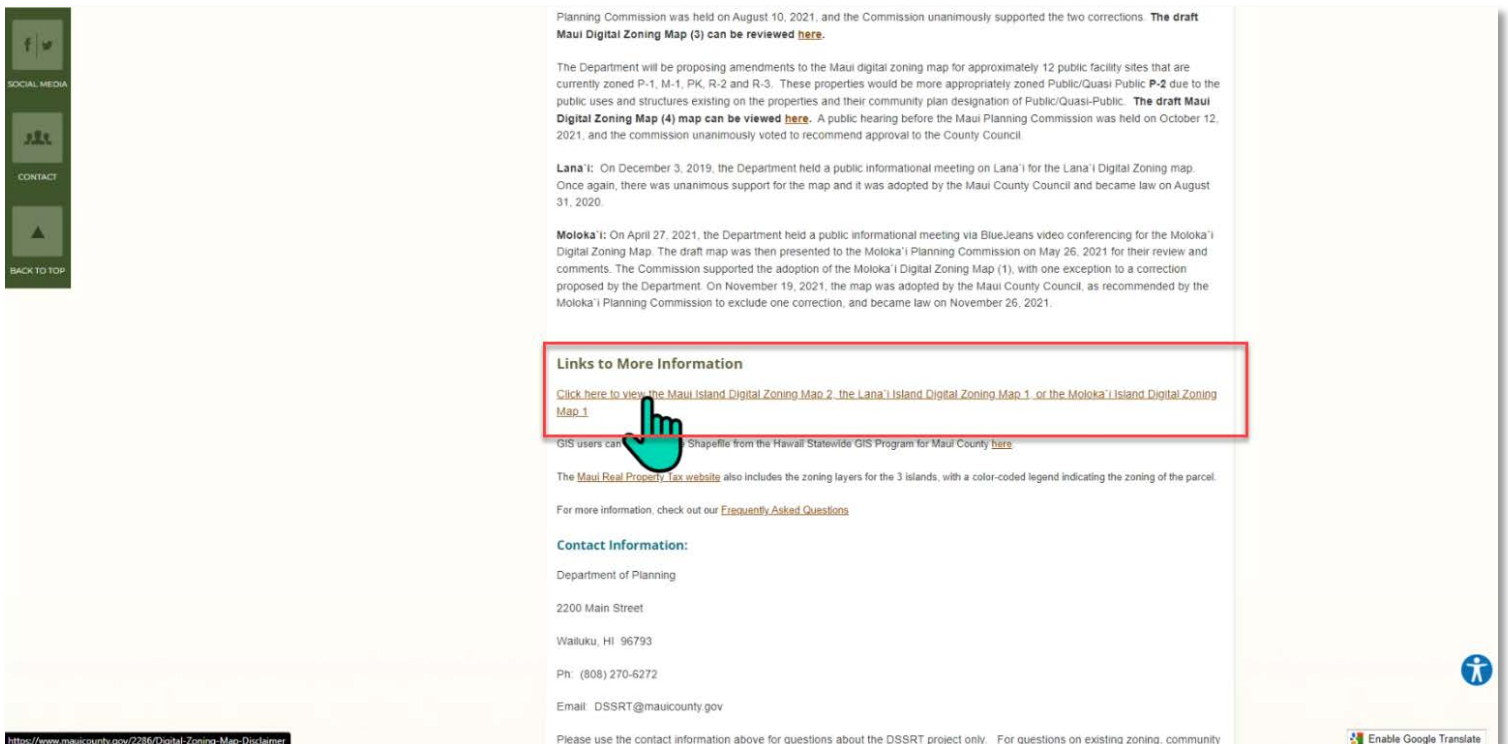 Planning Commission was held on August 10, 2021, and the Commission unanimously supported the two corrections. The draft
Maui Digital Zoning Map (3) can be reviewed here.
The Department will be proposing amendments to the Maui digital zoning map for approximately 12 public facility sites that are
currently zoned P-1, M-1, PK, R-2 and R-3. These properties would be more appropriately zoned Public/Quasi Public P-2 due to the
public uses and structures existing on the properties and their community plan designation of Public/Quasi-Public. The draft Maui
Digital Zoning Map (4) map can be viewed here. A public hearing before the Maui Planning Commission was held on October 12,
2021, and the commission unanimously voted to recommend approval to the County Council.
Lana`i: On December 3, 2019, the Department held a public informational meeting on Lana`i for the Lana`i Digital Zoning map.
Once again, there was unanimous support for the map and it was adopted by the Maui County Council and became law on August
31, 2020.
Moloka`i: On April 27, 2021, the Department held a public informational meeting via BlueJeans video conferencing for the Moloka`i
Digital Zoning Map. The draft map was then presented to the Moloka`i Planning Commission on May 26, 2021 for their review and
comments. The Commission supported the adoption of the Moloka`i Digital Zoning Map (1), with one exception to a correction
proposed by the Department. On November 19, 2021, the map was adopted by the Maui County Council, as recommended by the
Moloka`i Planning Commission to exclude one correction, and became law on November 26, 2021.
Links to More Information
Click here to view the Maui Island Digital Zoning Map 2, the Lana`i Island Digital Zoning Map 1, or the Moloka`i Island Digital Zoning
Map 1
GIS users can Shapefile from the Hawaii Statewide GIS Program for Maui County here
The Maui Real Property Tax website also includes the zoning layers for the 3 islands, with a color-coded legend indicating the zoning of the parcel.
For more information, check out our Frequently Asked Questions
Contact Information:
Department of Planning
2200 Main Street
Wailuku, HI 96793
Ph: (808) 270-6272
Email: DSSRT@mauicounty.gov
Please use the contact information above for questions about the DSSRT project only. For questions on existing zoning, community
SOCIAL MEDIA
CONTACT
BACK TO TOP
https://www.mauicounty.gov/2286/Digital-Zoning-Map-Disclaimer
Enable Google Translate